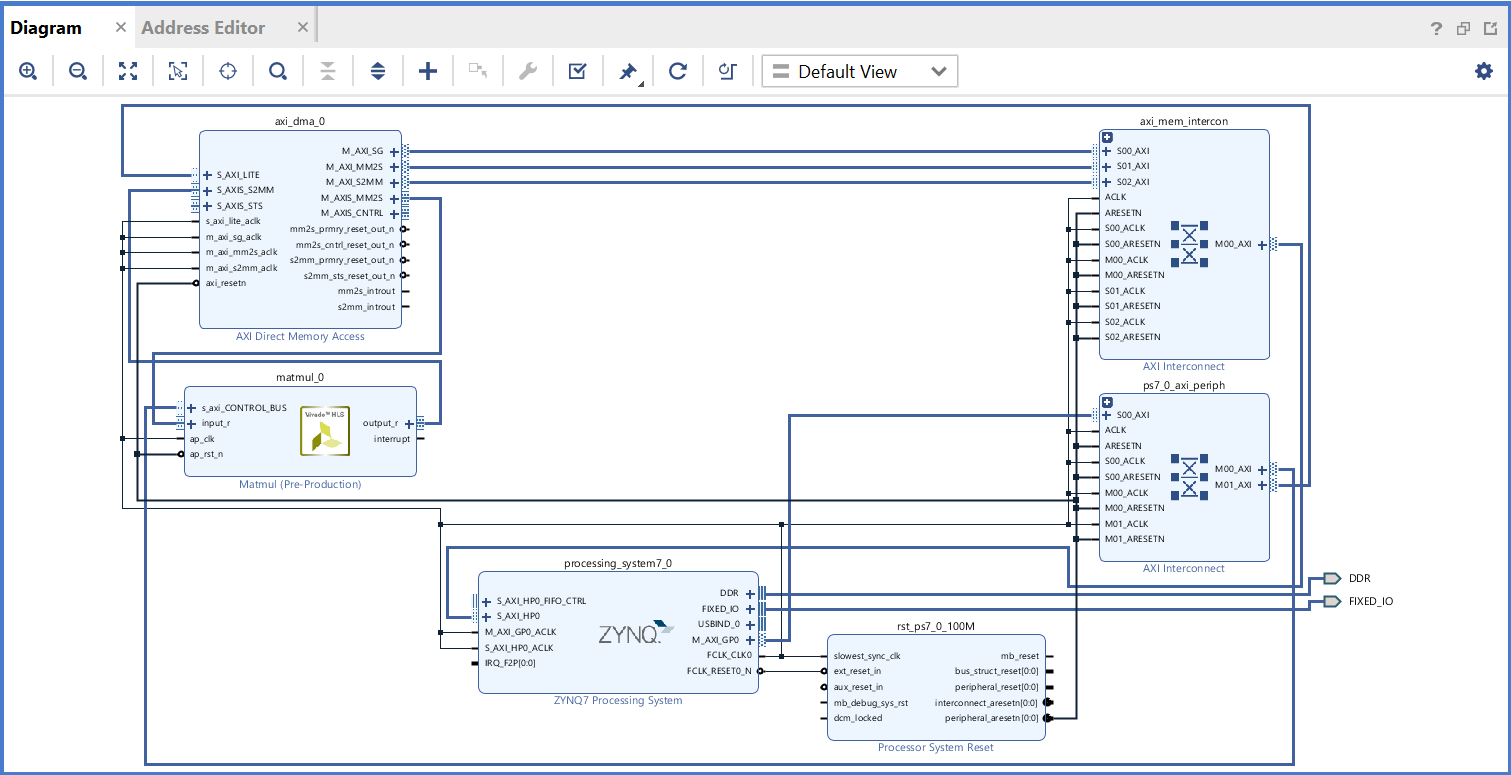 Diagram × Address Editor ×
?
Default View
axi_dma_0
M_AXI_SG
M_AXI_MM2S
S_AXI_LITE
M_AXI_S2MM
S_AXIS_S2MM
M_AXIS_MM2S
S_AXIS_STS
M_AXIS_CNTRL
s_axi_lite_aclk
mm2s_prmry_reset_out_n
m_axi_sg_aclk
mm2s_cntrl_reset_out_n
m_axi_mm2s_aclk
s2mm_prmry_reset_out_n
m_axi_s2mm_aclk
s2mm_sts_reset_out_n
axi_resetn
mm2s_introut
s2mm_introut
AXI Direct Memory Access
axi_mem_intercon
S00_AXI
S01_AXI
S02_AXI
ACLK
ARESETN
S00_ACLK
S00_ARESETN
M00_AXI
M00_ACLK
M00_ARESETN
S01_ACLK
S01_ARESETN
S02_ACLK
S02_ARESETN
AXI Interconnect
matmul_0
s_axi_CONTROL_BUS
input_r
output_r
ap_clk
interrupt
ap_rst_n
Vivado™ HLS
Matmul (Pre-Production)
ps7_0_axi_periph
S00_AXI
ACLK
ARESETN
S00_ACLK
M00_AXI
S00_ARESETN
M01_AXI
M00_ACLK
M00_ARESETN
M01_ACLK
M01_ARESETN
AXI Interconnect
processing_system7_0
DDR
S_AXI_HP0_FIFO_CTRL
FIXED_IO
S_AXI_HP0
USBIND_0
M_AXI_GP0_ACLK
M_AXI_GP0
S_AXI_HP0_ACLK
FCLK_CLK0
IRQ_F2P[0:0]
FCLK_RESET0_N
ZYNQ
ZYNQ7 Processing System
DDR
FIXED_IO
rst_ps7_0_100M
slowest_sync_clk
mb_reset
ext_reset_in
bus_struct_reset[0:0]
aux_reset_in
peripheral_reset[0:0]
mb_debug_sys_rst
interconnect_aresetn[0:0]
dcm_locked
peripheral_aresetn[0:0]
Processor System Reset